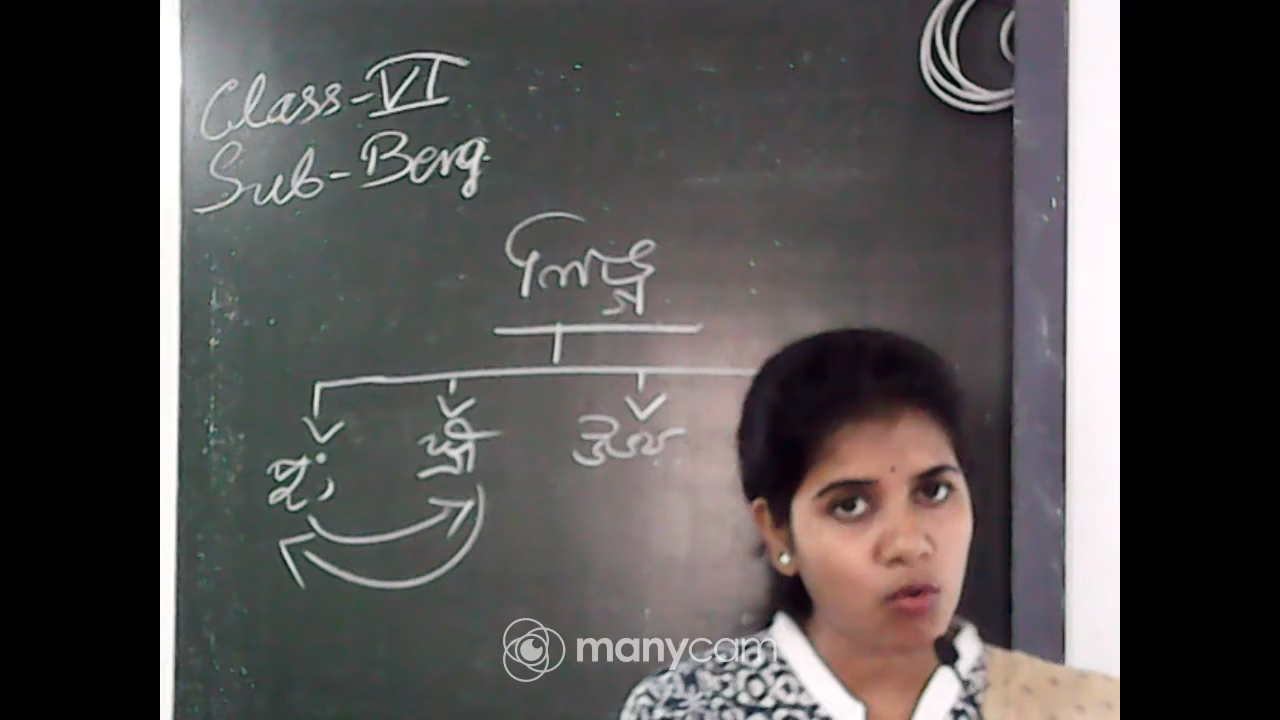 Class-VI
Sub-Beng
লিঙ্গ
পুং, স্ত্রী উভয়
manycam